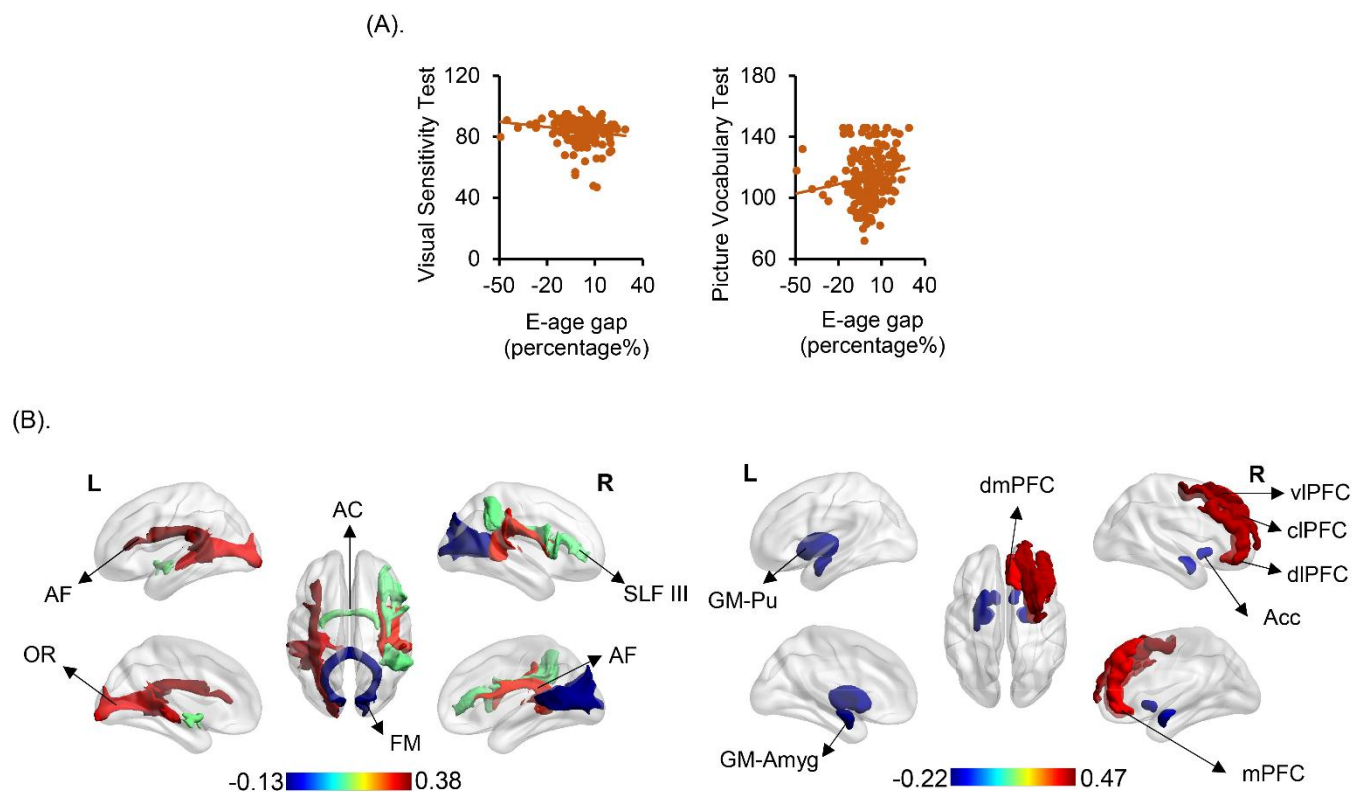 (A).
Visual Sensitivity Test
120
80
40
0
-50 -20 10 40
E-age gap
(percentage%)
Picture Vocabulary Test
180
140
100
60
-50 -20 10 40
E-age gap
(percentage%)
(B).
L
AC
R
AF
SLF III
OR
AF
FM
-0.13 0.38
L
dmPFC
R
vlPFC
clPFC
dlPFC
GM-Pu
Acc
GM-Amyg
mPFC
-0.22 0.47